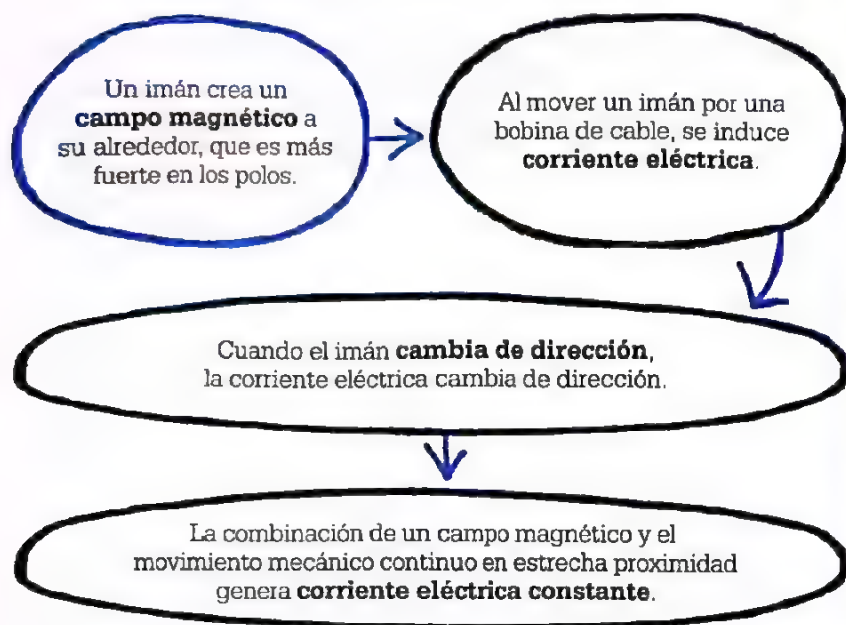 Un imán crea un
campo magnético a
su alrededor, que es más
fuerte en los polos.
Al mover un imán por una
bobina de cable, se induce
corriente eléctrica.
Cuando el imán cambia de dirección,
la corriente eléctrica cambia de dirección.
La combinación de un campo magnético y el
movimiento mecánico continuo en estrecha proximidad
genera corriente eléctrica constante.